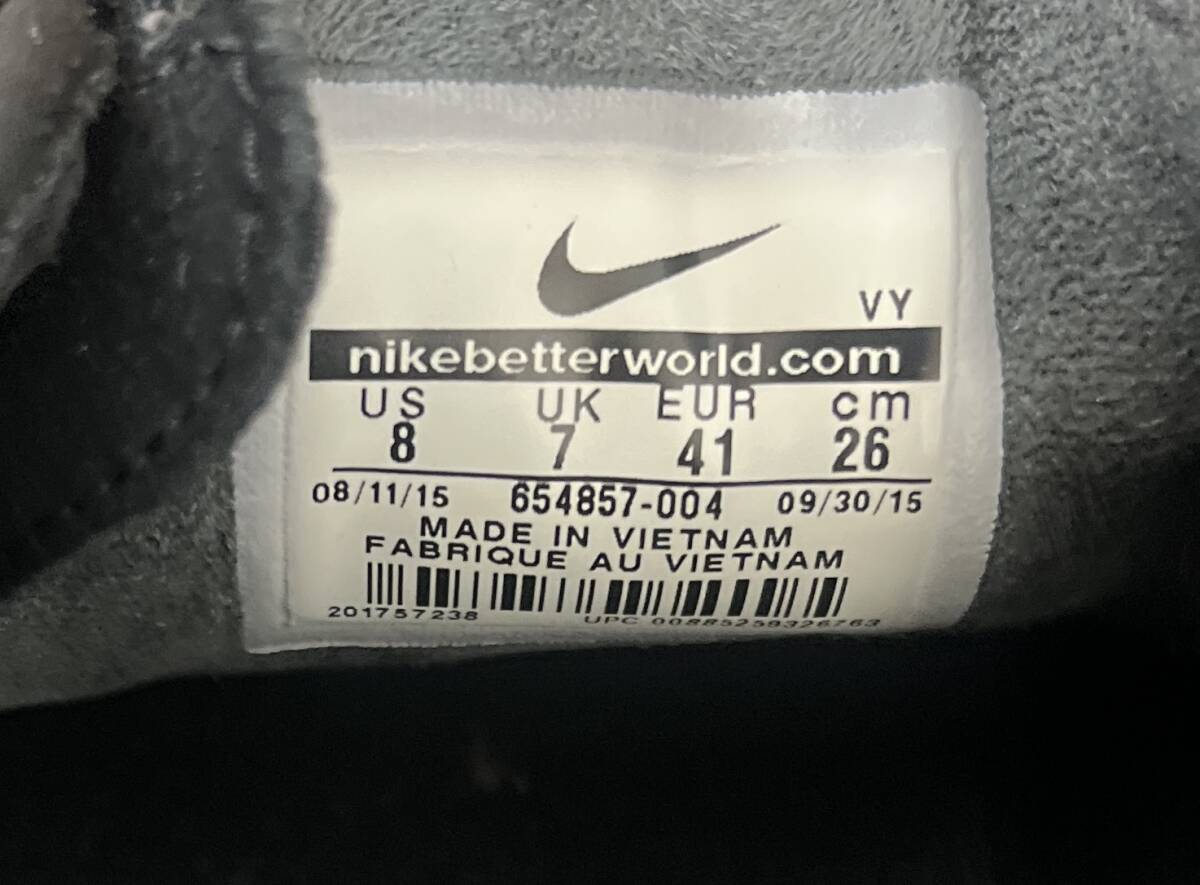 VY
nikebetterworld.com
US UK EUR cm
8 7 41 26
08/11/15 654857-004 09/30/15
MADE IN VIETNAM
FABRIQUE AU VIETNAM
201757238 UPC 00885259326763